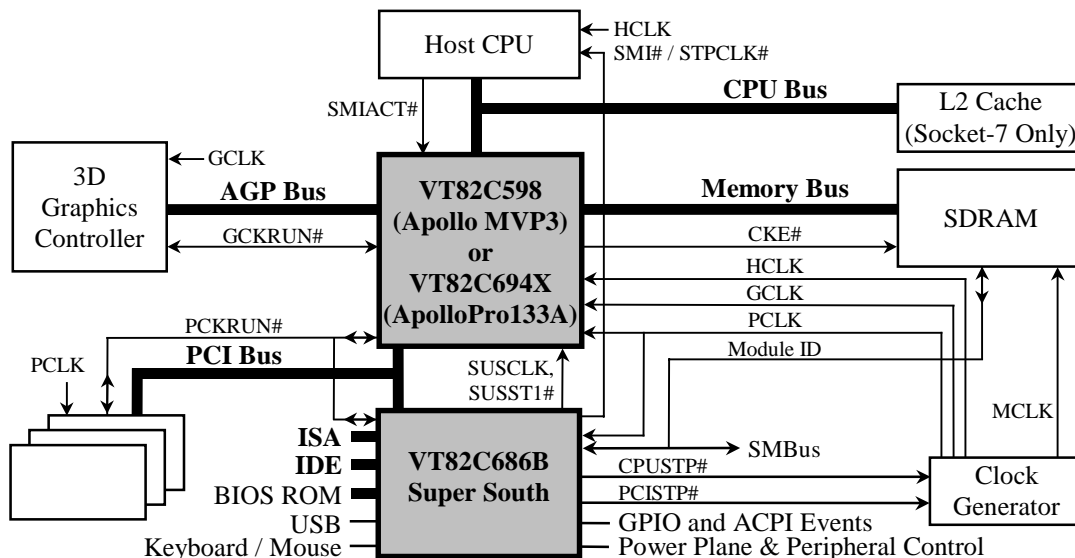 Host CPU
HCLK
SMI# / STPCLK#
SMIACT#
CPU Bus
L2 Cache
(Socket-7 Only)
3D
Graphics
Controller
GCLK
AGP Bus
GCKRUN#
VT82C598
(Apollo MVP3)
or
VT82C694X
(ApolloPro133A)
Memory Bus
SDRAM
CKE#
HCLK
GCLK
PCLK
Module ID
PCKRUN#
PCI Bus
PCLK
SUSCLK,
SUSST1#
MCLK
ISA
IDE
BIOS ROM
USB
Keyboard / Mouse
VT82C686B
Super South
SMBus
CPUSTP#
PCISTP#
Clock
Generator
GPIO and ACPI Events
Power Plane & Peripheral Control